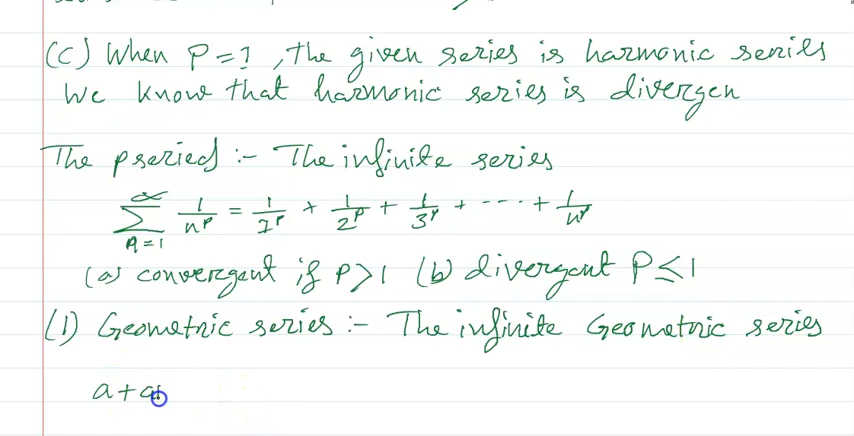 (C) When P = 1, the given series is harmonic series
We know that harmonic series is divergen
The p series :- The infinite series
∑_{n=1}^{∞} 1/n^p = 1/1^p + 1/2^p + 1/3^p + ---- + 1/n^p
(a) convergent if P>1 (b) divergent P≤1
(1) Geometric series :- The infinite Geometric series
a + a